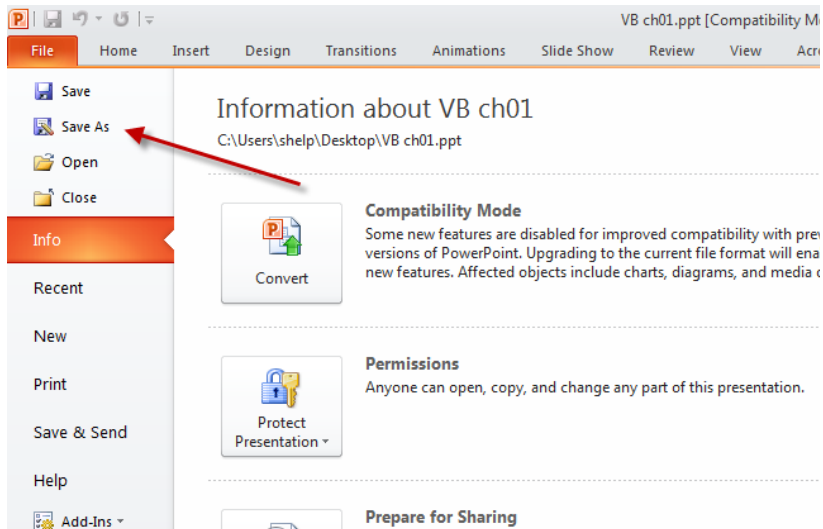 VB ch01.ppt [Compatibility
File Home Insert Design Transitions Animations Slide Show Review View
Save
Save As
Open
Close
Info
Recent
New
Print
Save & Send
Help
Add-Ins
Information about VB ch01
C:\Users\shelp\Desktop\VB ch01.ppt
Convert
Compatibility Mode
Some new features are disabled for improved compatibility with
versions of PowerPoint. Upgrading to the current file format will
new features. Affected objects include charts, diagrams, and media
Protect
Presentation
Permissions
Anyone can open, copy, and change any part of this presentation.
Prepare for Sharing